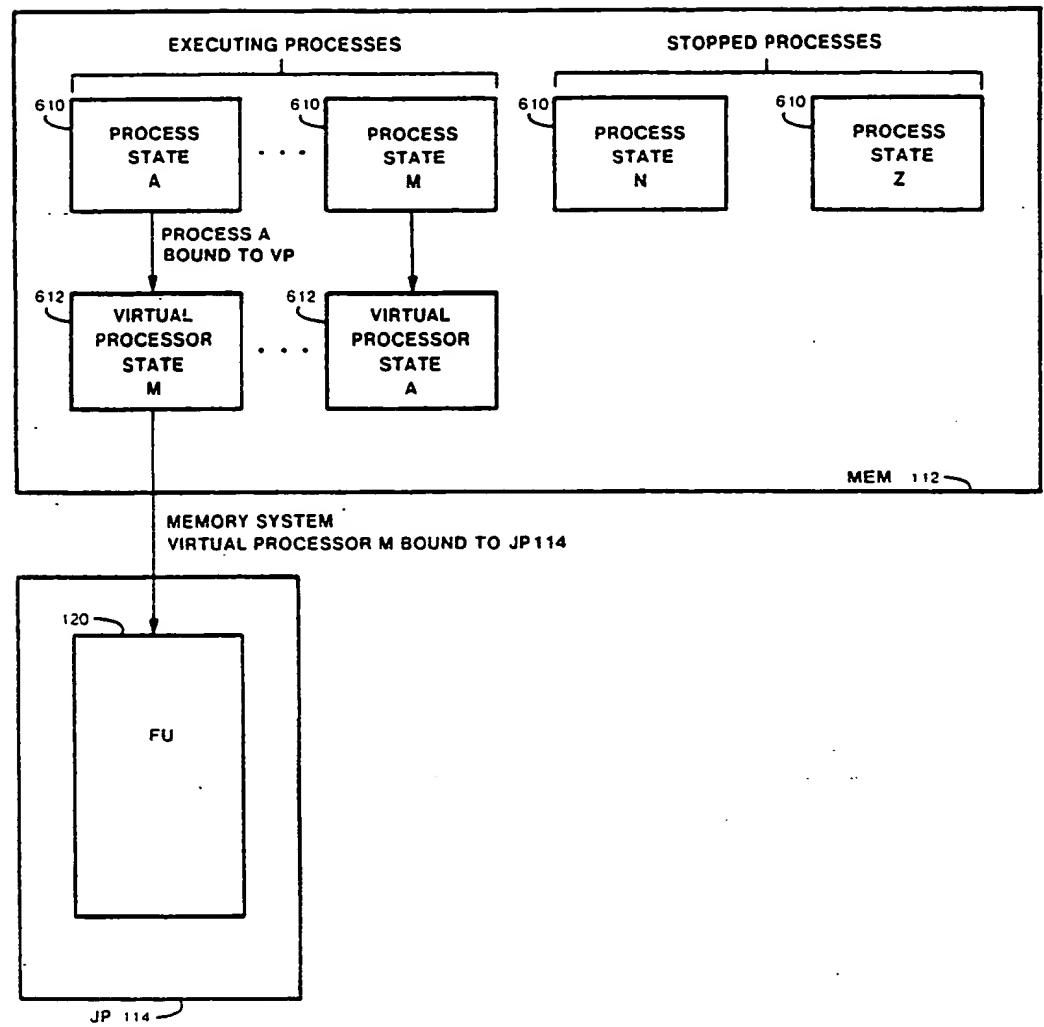 EXECUTING PROCESSES
STOPPED PROCESSES
610
PROCESS
STATE
A
. . .
610
PROCESS
STATE
M
610
PROCESS
STATE
N
610
PROCESS
STATE
Z
PROCESS A
BOUND TO VP
612
VIRTUAL
PROCESSOR
STATE
M
. . .
612
VIRTUAL
PROCESSOR
STATE
A
MEM 112
MEMORY SYSTEM
VIRTUAL PROCESSOR M BOUND TO JP114
120
FU
JP 114